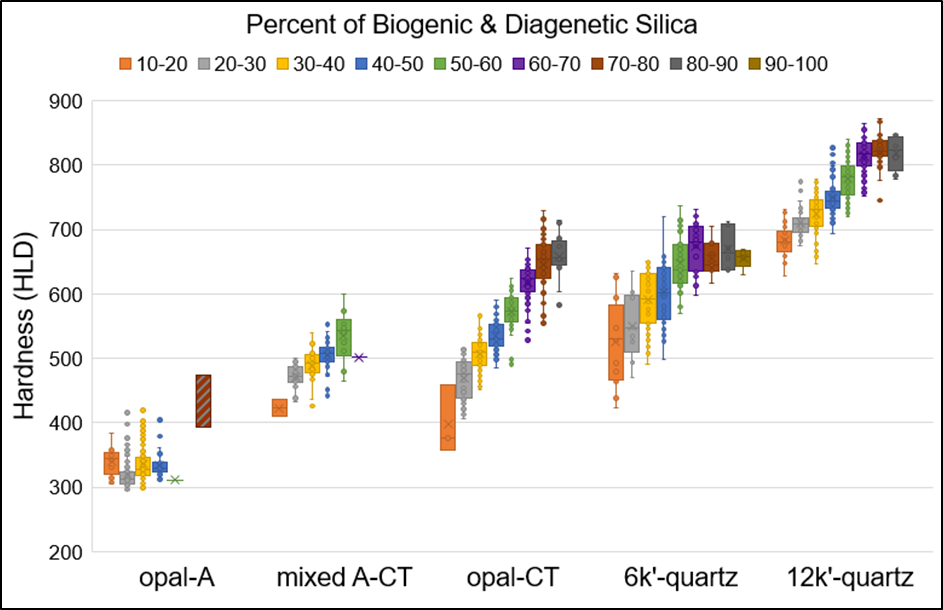 Percent of Biogenic & Diagenetic Silica
10-20 20-30 30-40 40-50 50-60 60-70 70-80 80-90 90-100
900
800
700
600
500
400
300
200
Hardness (HLD)
opal-A mixed A-CT opal-CT 6k'-quartz 12k'-quartz